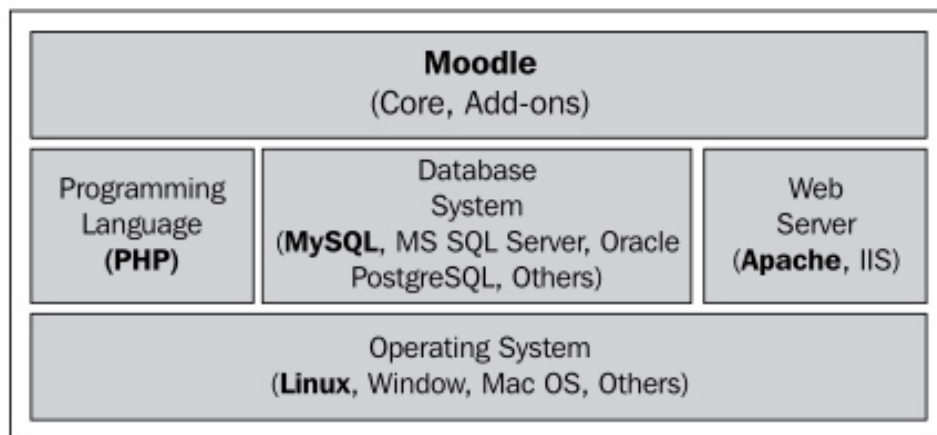 Moodle
(Core, Add-ons)
Programming
Language
(PHP)
Database
System
(MySQL, MS SQL Server, Oracle
PostgreSQL, Others)
Web
Server
(Apache, IIS)
Operating System
(Linux, Window, Mac OS, Others)